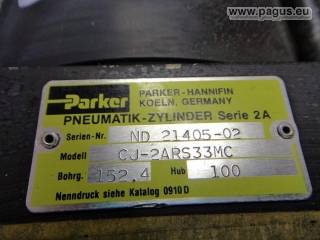 www.pagus.eu
Parker
PARKER-HANNIFIN
KOELN, GERMANY
PNEUMATIK-ZYLINDER Serie 2A
Serien-Nr. ND 21405-02
Modell CJ-2ARS33MC
Bohrg. 152.4 Hub 100
Nenndruck siehe Katalog 0910 D